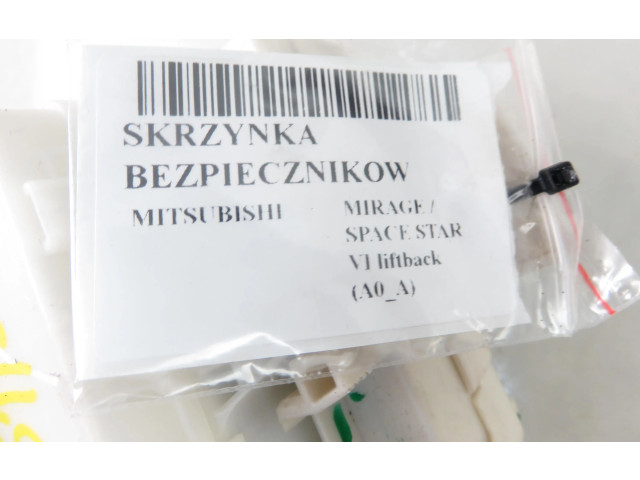 SKRZYNKA
BEZPIECZNIKOW
MITSUBISHI
MIRAGE /
SPACE STAR
VI liftback
(A0_A)